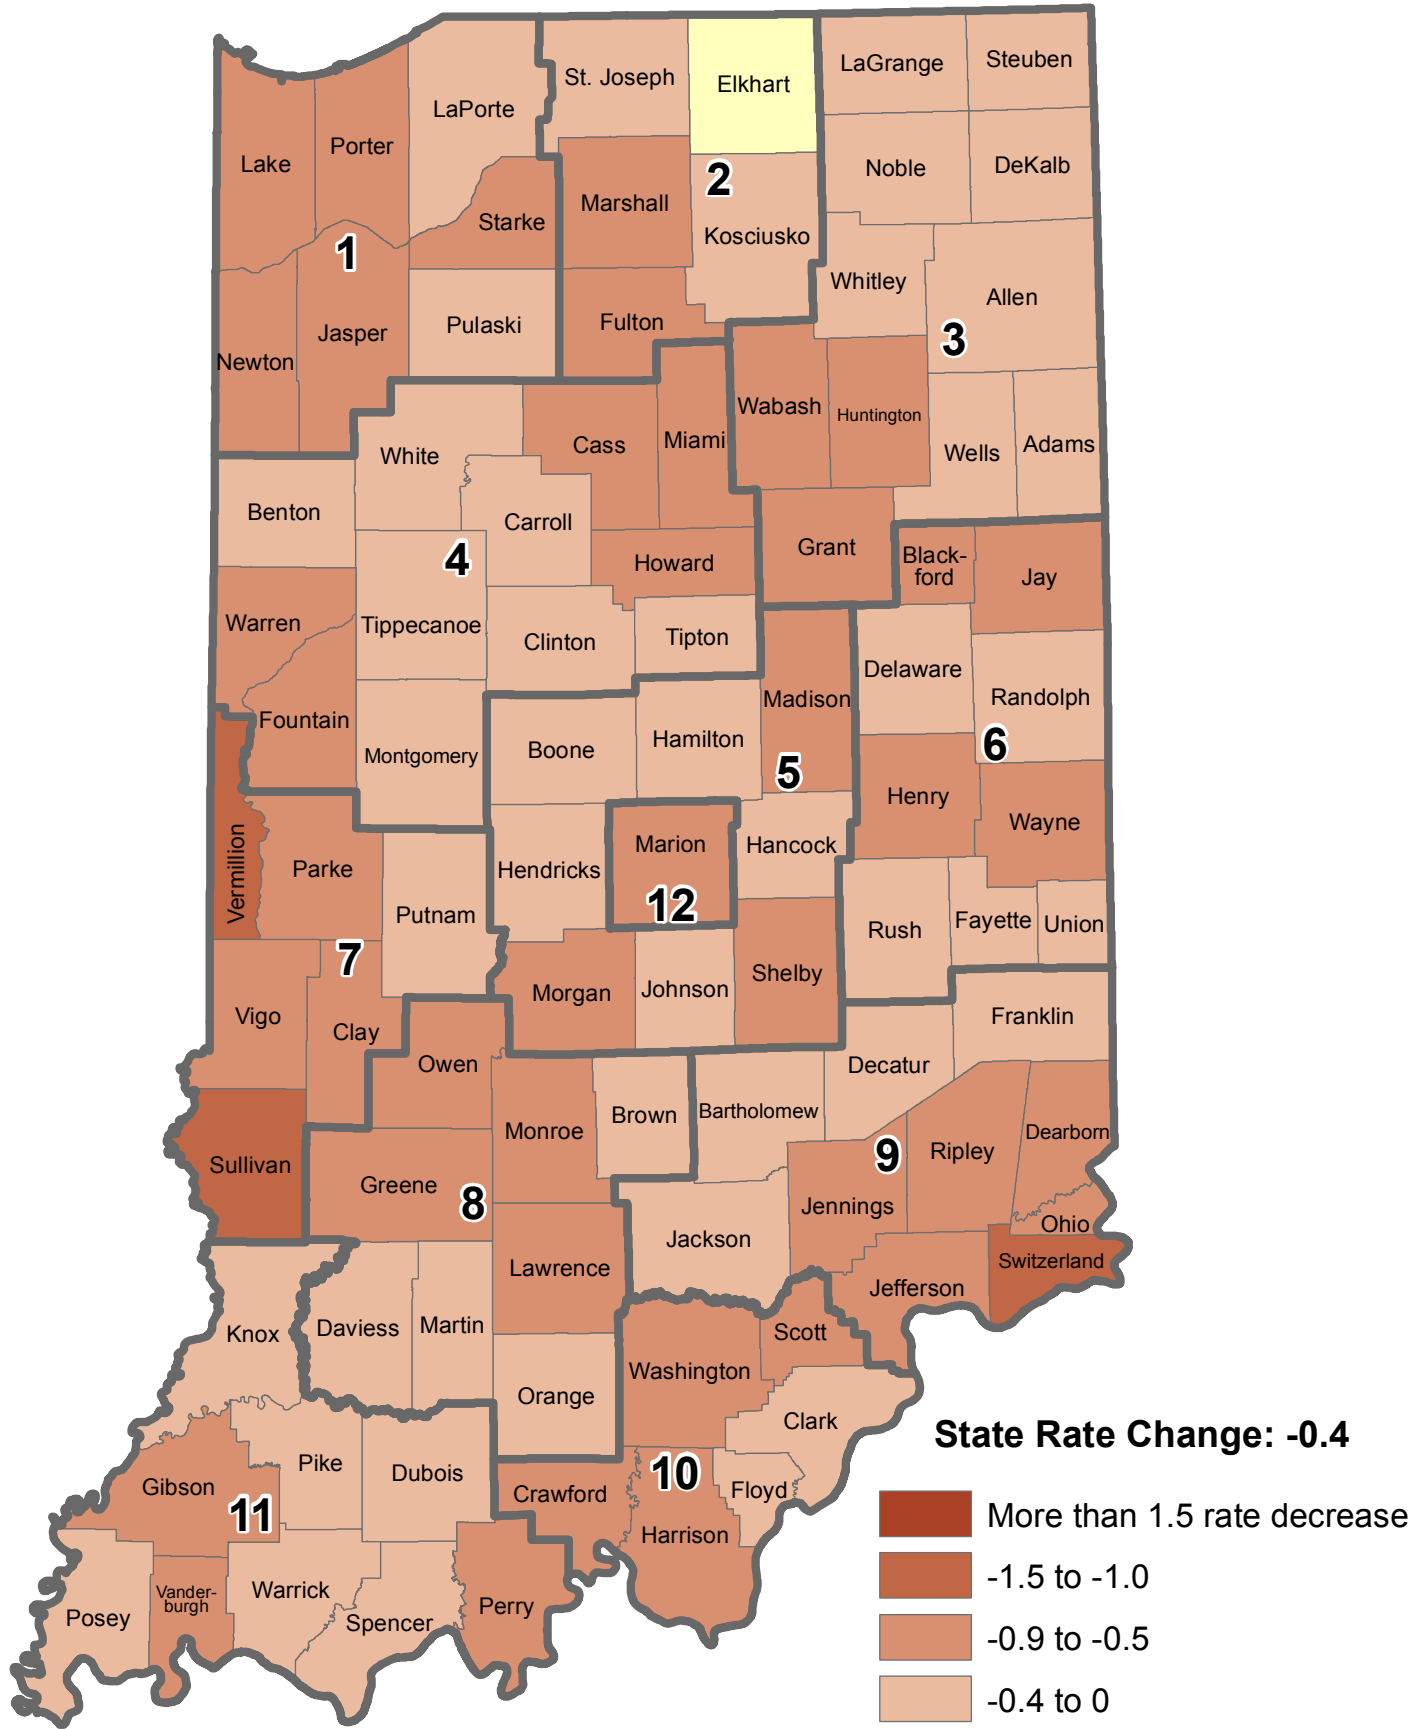 St. Joseph
Elkhart
LaGrange
Steuben
LaPorte
Lake
Porter
Noble
DeKalb
2
Marshall
Starke
Kosciusko
1
Whitley
Allen
Jasper
Pulaski
Fulton
3
Newton
Wabash
Huntington
White
Cass
Miami
Wells
Adams
Benton
Carroll
4
Howard
Grant
Black-
ford
Jay
Warren
Tippecanoe
Clinton
Tipton
Delaware
Randolph
Fountain
Madison
Montgomery
Boone
Hamilton
6
5
Henry
Vermillion
Parke
Hendricks
Marion
Hancock
Wayne
12
Putnam
Rush
Fayette
Union
7
Morgan
Johnson
Shelby
Vigo
Clay
Franklin
Owen
Decatur
Monroe
Brown
Bartholomew
Dearborn
Sullivan
Greene
9
Ripley
8
Jennings
Ohio
Jackson
Lawrence
Switzerland
Jefferson
Knox
Daviess
Martin
Scott
Washington
Orange
Clark
State Rate Change: -0.4
Pike
Dubois
Gibson
10
Crawford
Floyd
11
Harrison
More than 1.5 rate decrease
Warrick
Vander-
burgh
-1.5 to -1.0
Posey
Spencer
Perry
-0.9 to -0.5
-0.4 to 0